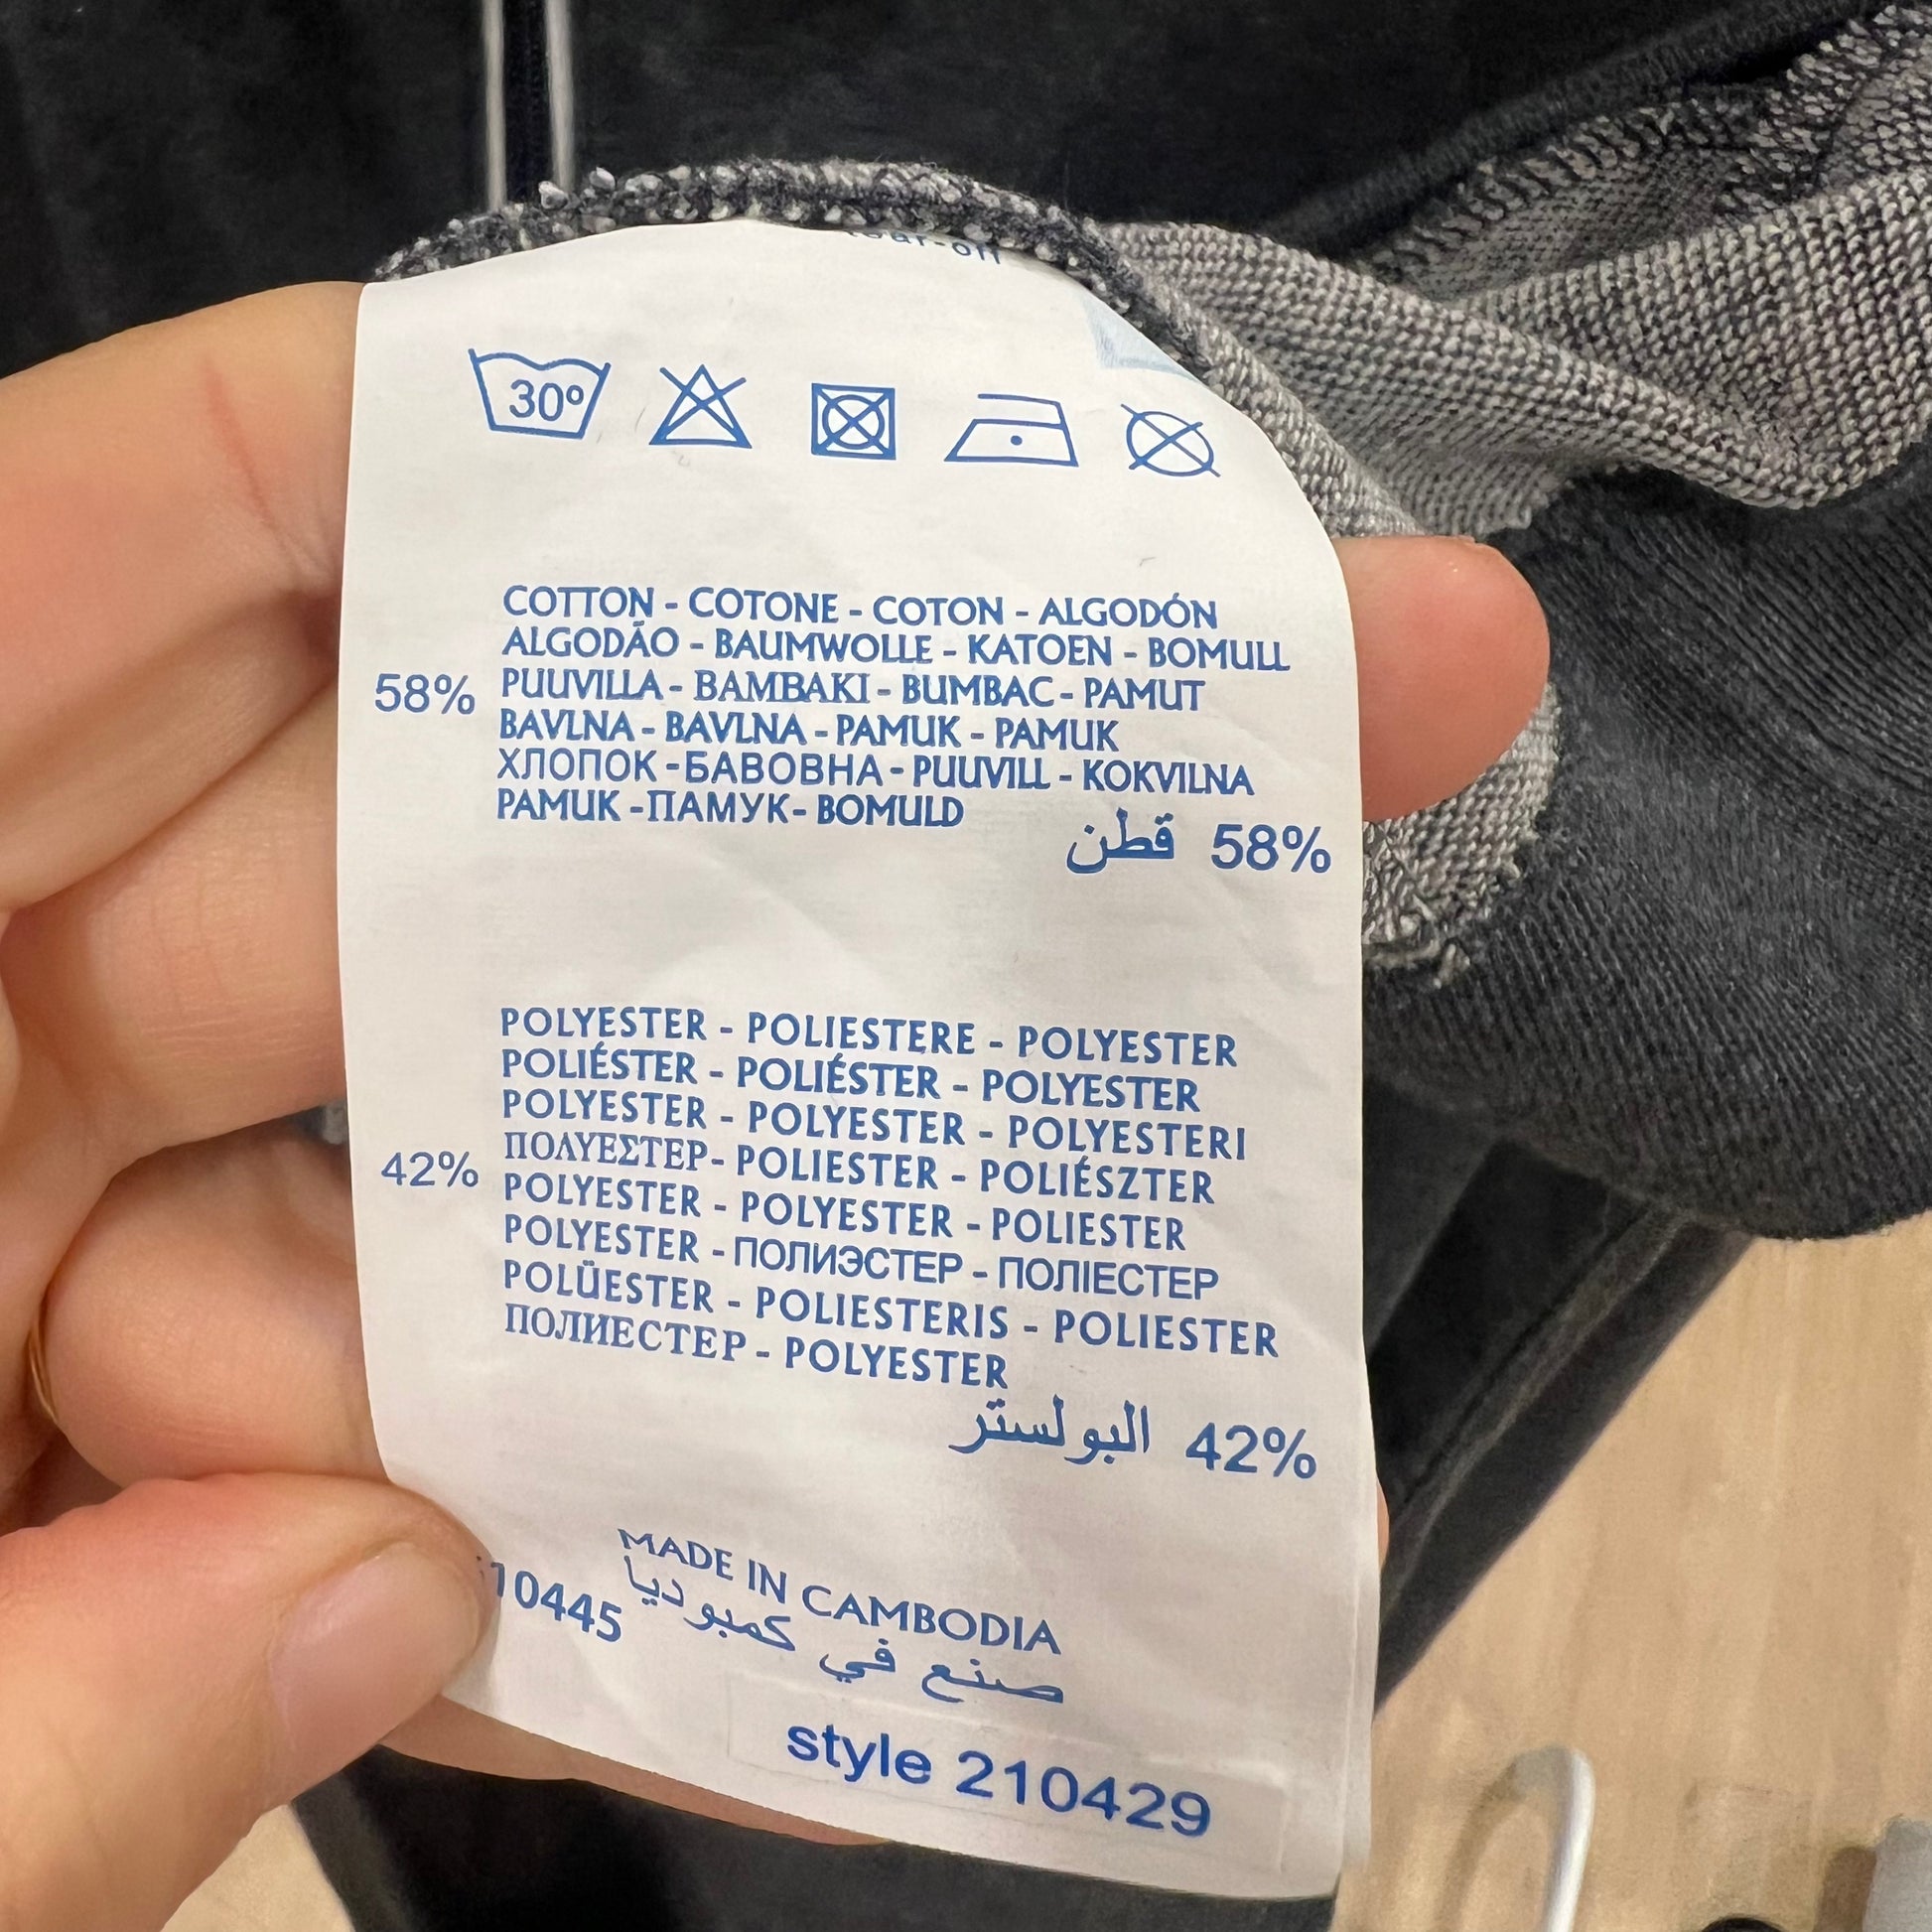 30°
COTTON - COTONE - COTON - ALGODÓN
ALGODÃO - BAUMWOLLE - KATOEN - BOMULL
58% PUUVILLA - BAMBAKI - BUMBAC - PAMUT
BAVLNA - BAVLNA - PAMUK - PAMUK
ХЛОПОК - БАВОВНА - PUUVILL - KOKVILNA
PAMUK - ПАМУК - BOMULD
58% قطن
POLYESTER - POLIESTERE - POLYESTER
POLIÉSTER - POLIÉSTER - POLYESTER
POLYESTER - POLYESTER - POLYESTERI
42% ΠΟΛΥΕΣΤΕΡ - POLIESTER - POLIÉSZTER
POLYESTER - POLYESTER - POLIESTER
POLYESTER - ПОЛИЭСТЕР - ПОЛІЕСТЕР
POLÜESTER - POLIESTERIS - POLIESTER
ПОЛИЕСТЕР - POLYESTER
42% البولستر
MADE IN CAMBODIA
صنع في كمبوديا
style 210429